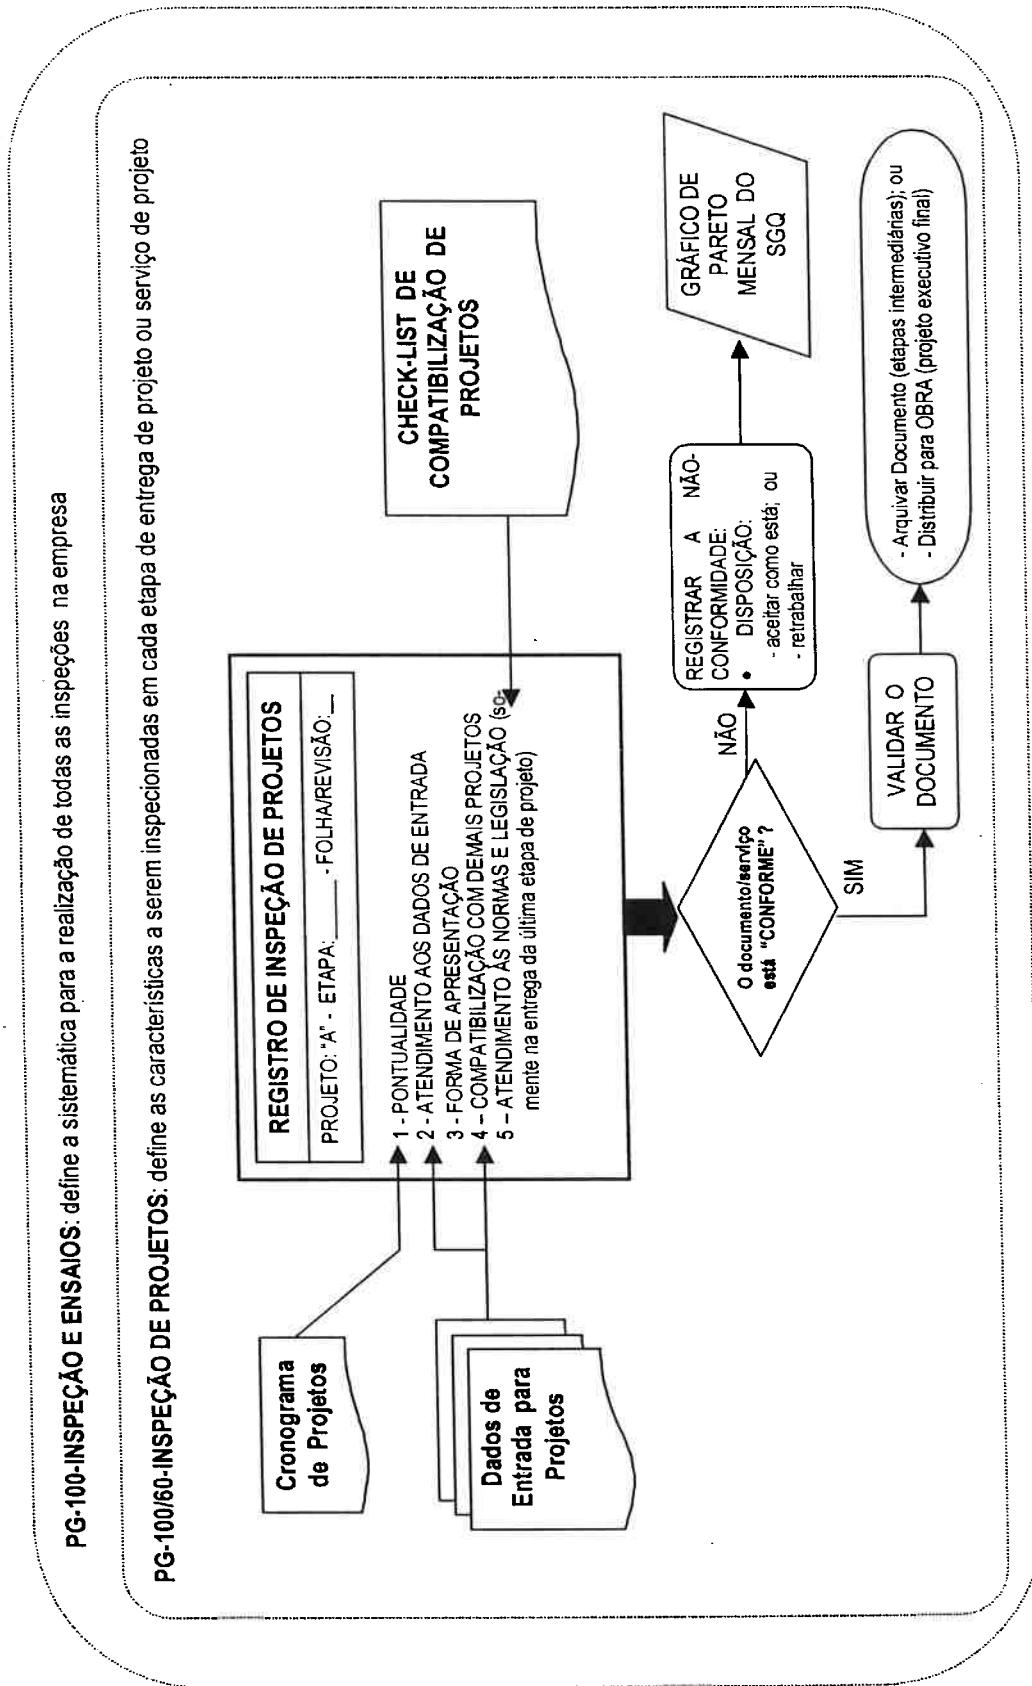 PG-100-INSPEÇÃO E ENSAIOS: define a sistemática para a realização de todas as inspeções na empresa
PG-100/60-INSPEÇÃO DE PROJETOS: define as características a serem inspecionadas em cada etapa de entrega de projeto ou serviço de projeto
Cronograma
de Projetos
Dados de
Entrada para
Projetos
REGISTRO DE INSPEÇÃO DE PROJETOS
PROJETO: "A" - ETAPA:_____ - FOLHA/REVISÃO:__
1 - PONTUALIDADE
2 - ATENDIMENTO AOS DADOS DE ENTRADA
3 - FORMA DE APRESENTAÇÃO
4 – COMPATIBILIZAÇÃO COM DEMAIS PROJETOS
5 – ATENDIMENTO ÀS NORMAS E LEGISLAÇÃO (so-
mente na entrega da última etapa de projeto)
CHECK-LIST DE
COMPATIBILIZAÇÃO DE
PROJETOS
O documento/serviço
está "CONFORME" ?
NÃO
SIM
REGISTRAR A NÃO-
CONFORMIDADE:
• DISPOSIÇÃO:
- aceitar como está; ou
- retrabalhar
GRÁFICO DE
PARETO
MENSAL DO
SGQ
VALIDAR O
DOCUMENTO
- Arquivar Documento (etapas intermediárias); ou
- Distribuir para OBRA (projeto executivo final)